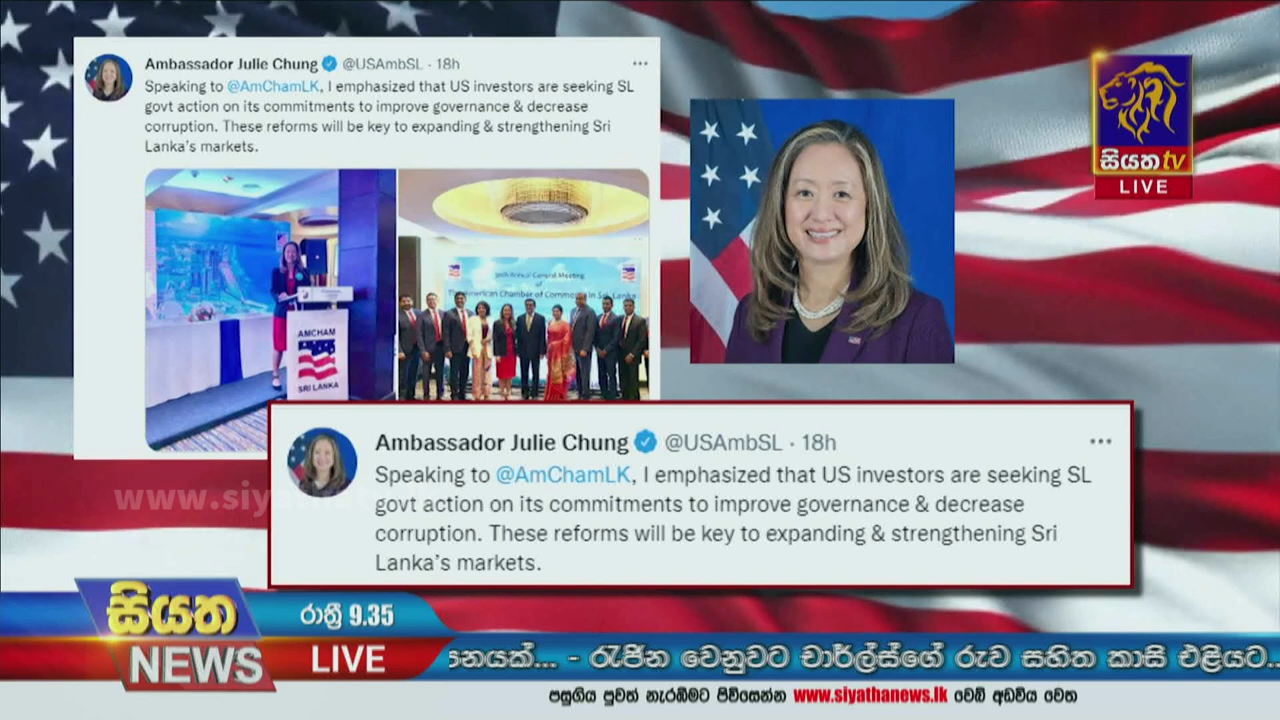 Ambassador Julie Chung @USAmbSL · 18h
Speaking to @AmChamLK, I emphasized that US investors are seeking SL
govt action on its commitments to improve governance & decrease
corruption. These reforms will be key to expanding & strengthening Sri
Lanka's markets.
AMCHAM
SRI LANKA
Annual General Meeting
of
The American Chamber of Commerce in Sri Lanka
සියත tv
LIVE
Ambassador Julie Chung @USAmbSL · 18h
Speaking to @AmChamLK, I emphasized that US investors are seeking SL
govt action on its commitments to improve governance & decrease
corruption. These reforms will be key to expanding & strengthening Sri
Lanka's markets.
www.siyathatv
සියත
NEWS
රාත්‍රී 9.35
LIVE
නයක්... - රැජින වෙනුවට චාර්ල්ස්ගේ රුව සහිත කාසි එළියට..
පසුගිය පුවත් නැරඹීමට පිවිසෙන්න www.siyathanews.lk වෙබ් අඩවිය වෙත